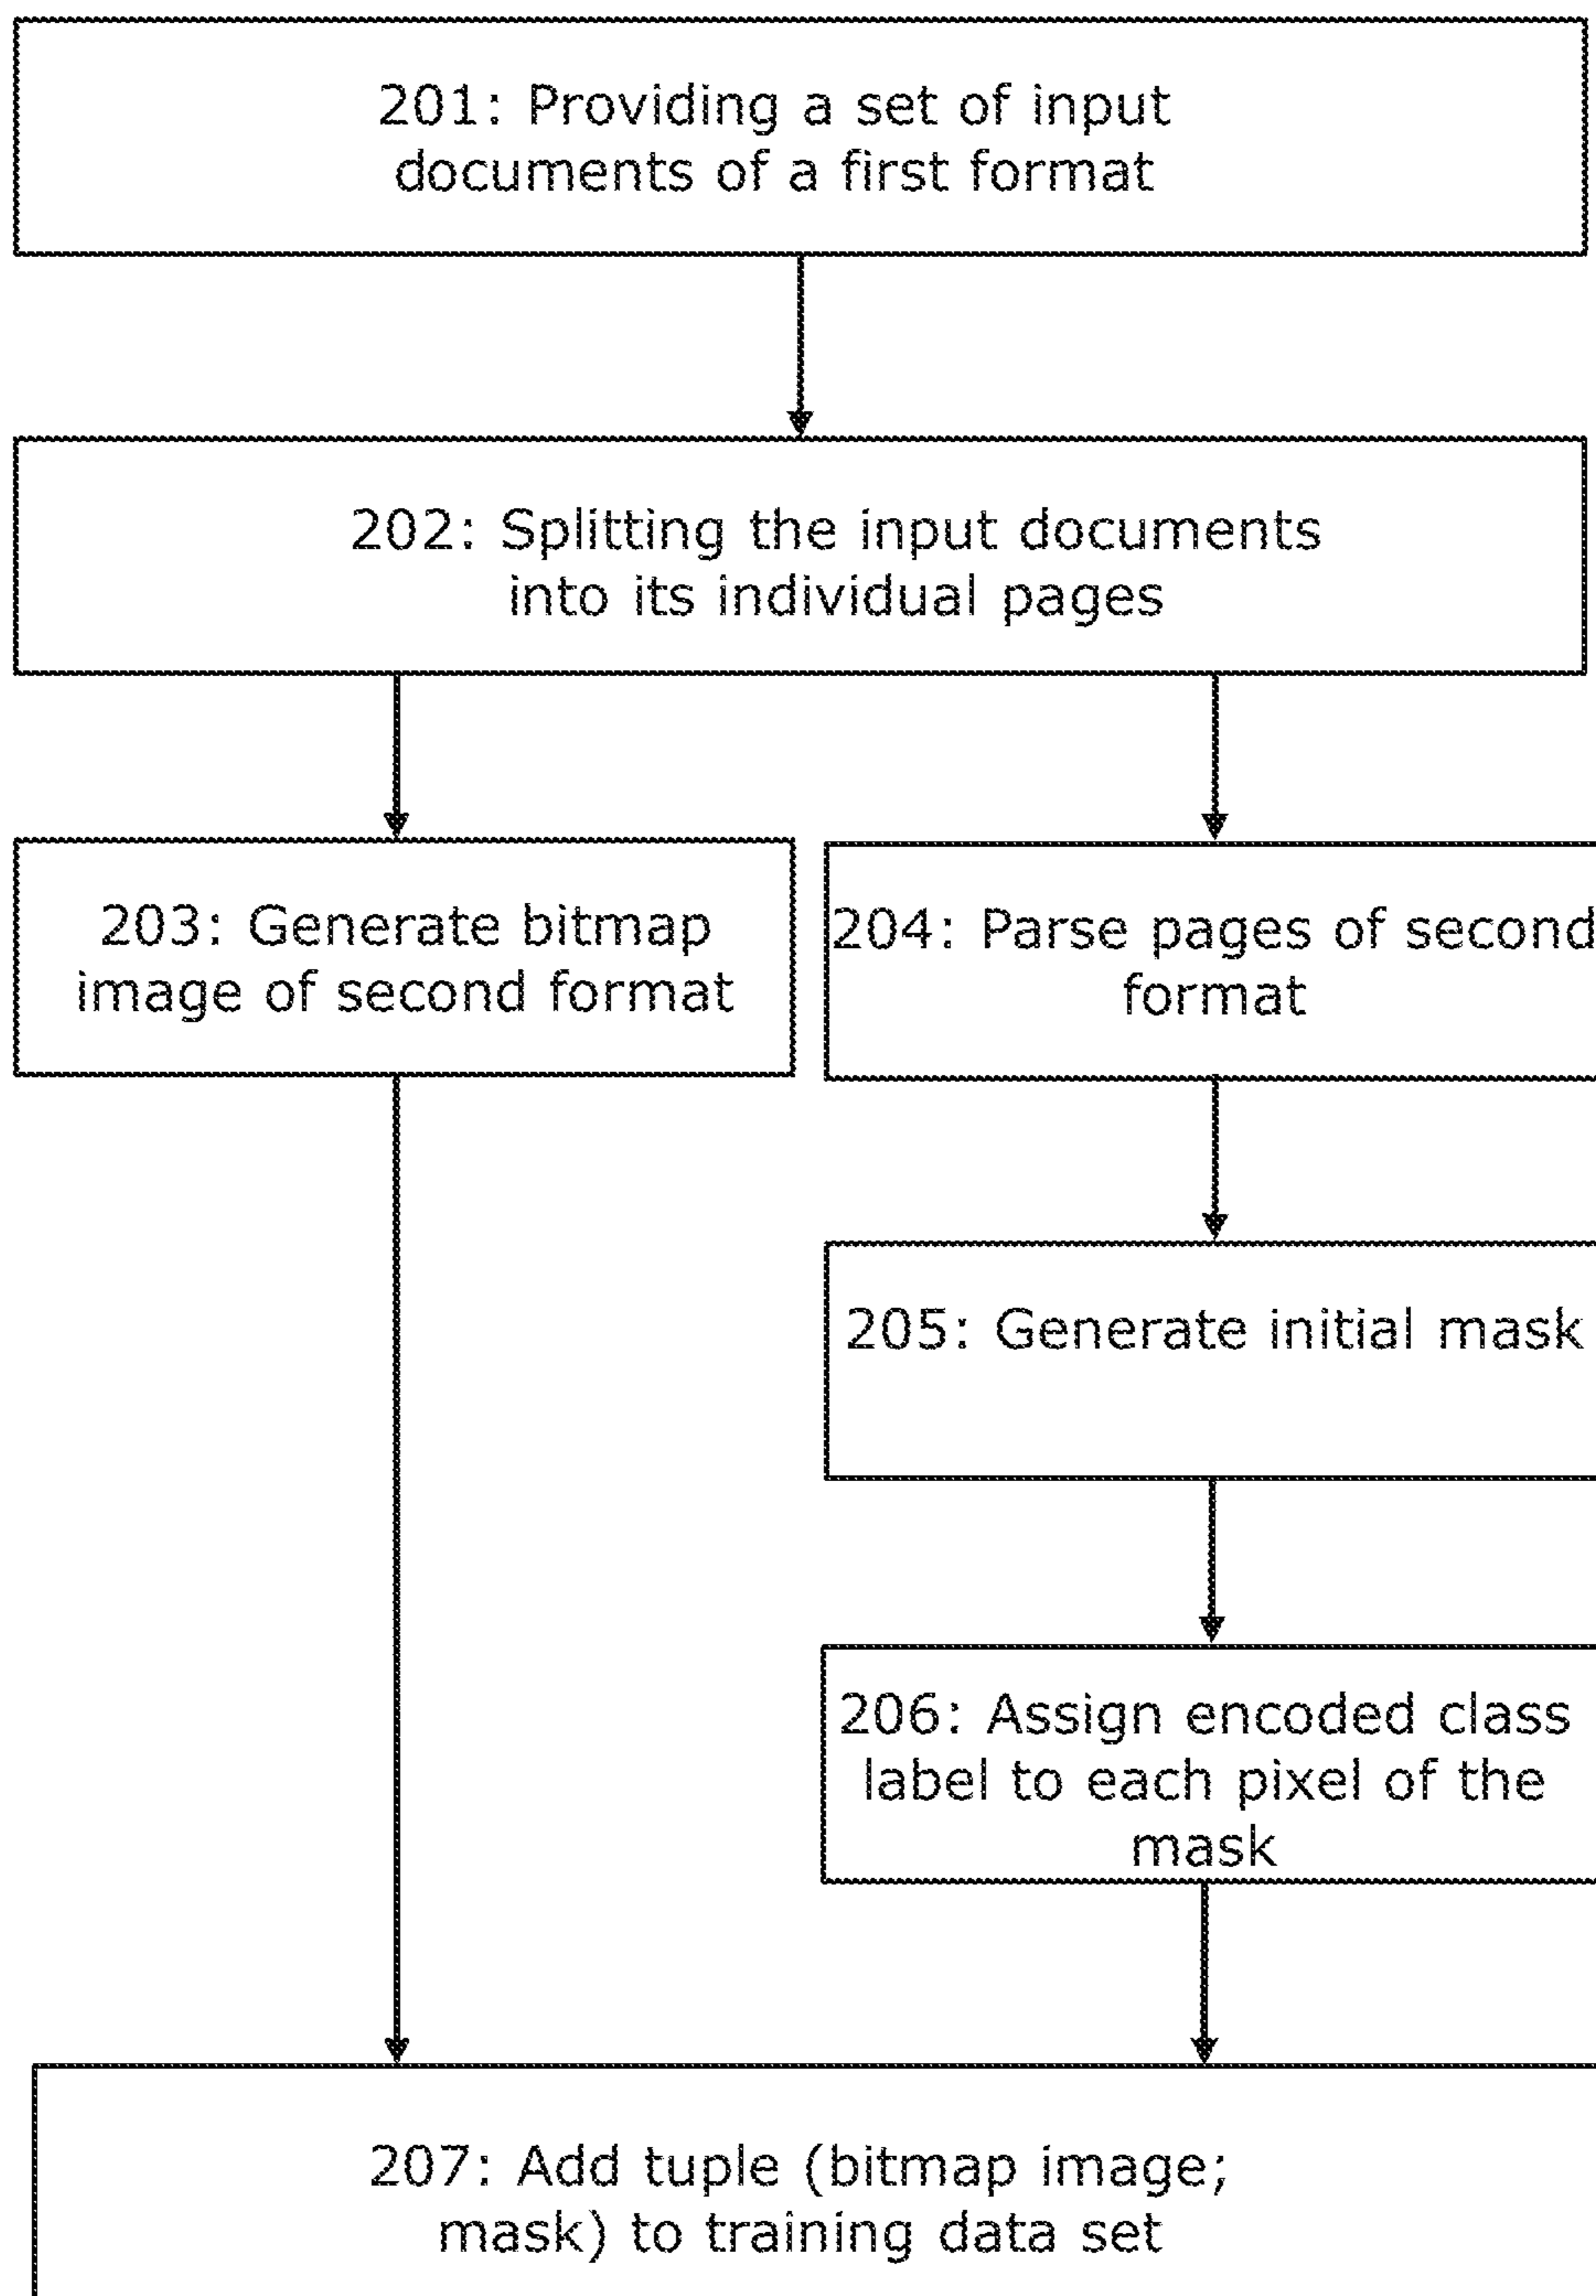 201: Providing a set of input
documents of a first format
202: Splitting the input documents
into its individual pages
203: Generate bitmap
image of second format
204: Parse pages of second
format
205: Generate initial mask
206: Assign encoded class
label to each pixel of the
mask
207: Add tuple (bitmap image;
mask) to training data set